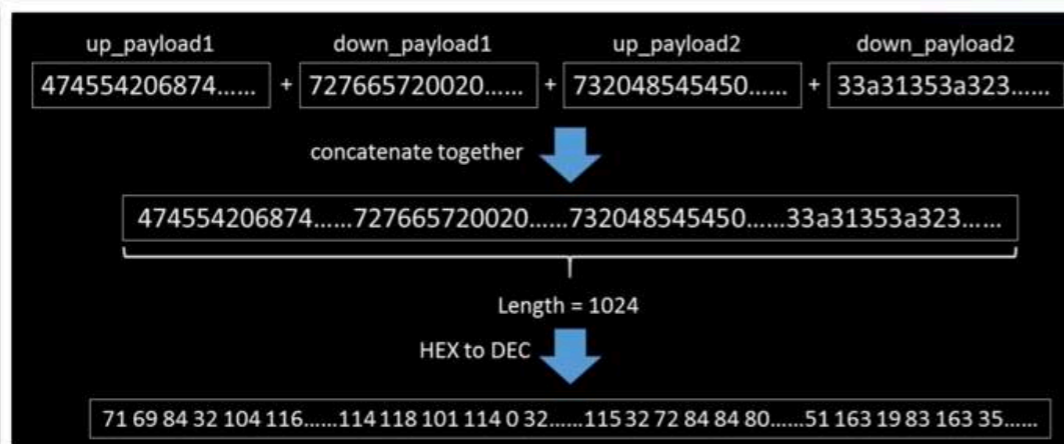 up_payload1 down_payload1 up_payload2 down_payload2
474554206874...... + 727665720020...... + 732048545450...... + 33a31353a323......
concatenate together
474554206874......727665720020......732048545450......33a31353a323......
Length = 1024
HEX to DEC
71 69 84 32 104 116......114 118 101 114 0 32......115 32 72 84 84 80......51 163 19 83 163 35......